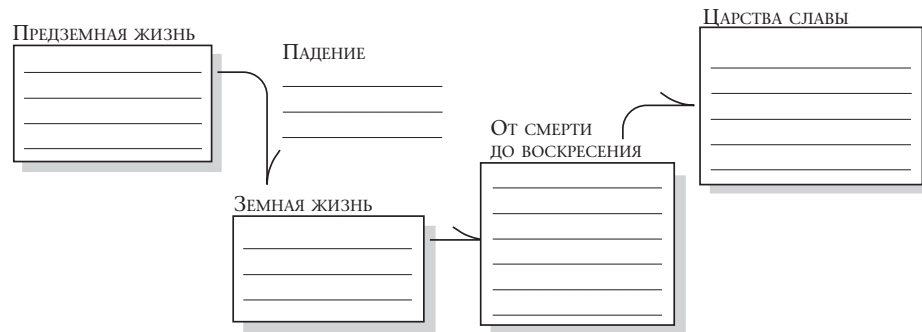 Предземная жизнь
Падение
Земная жизнь
От смерти
до воскресения
Царства славы